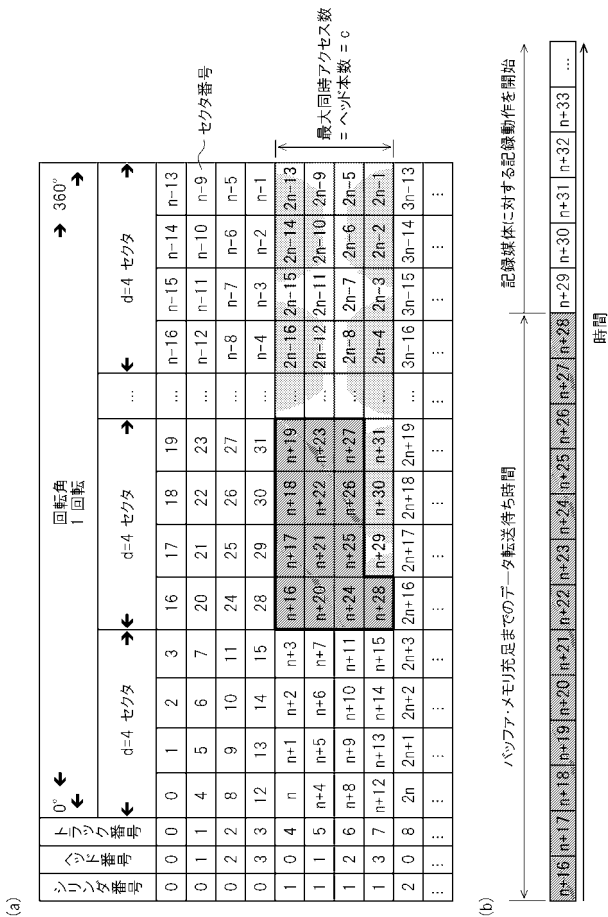 (a)
シリンダ番号 ヘッド番号 トラック番号 0° 回転角 1 回転 360°
d=4 セクタ d=4 セクタ d=4 セクタ
0 0 0 0 1 2 3 16 17 18 19 … n-16 n-15 n-14 n-13
0 1 1 4 5 6 7 20 21 22 23 … n-12 n-11 n-10 n-9
セクタ番号
0 2 2 8 9 10 11 24 25 26 27 … n-8 n-7 n-6 n-5
0 3 3 12 13 14 15 28 29 30 31 … n-4 n-3 n-2 n-1
1 0 4 n n+1 n+2 n+3 n+16 n+17 n+18 n+19 … 2n-16 2n-15 2n-14 2n-13
1 1 5 n+4 n+5 n+6 n+7 n+20 n+21 n+22 n+23 … 2n-12 2n-11 2n-10 2n-9
1 2 6 n+8 n+9 n+10 n+11 n+24 n+25 n+26 n+27 … 2n-8 2n-7 2n-6 2n-5
1 3 7 n+12 n+13 n+14 n+15 n+28 n+29 n+30 n+31 … 2n-4 2n-3 2n-2 2n-1
最大同時アクセス数
= ヘッド本数 = c
2 0 8 2n 2n+1 2n+2 2n+3 2n+16 2n+17 2n+18 2n+19 … 3n-16 3n-15 3n-14 3n-13
⋮ ⋮ ⋮ ⋮ ⋮ ⋮ ⋮ ⋮ ⋮ ⋮ ⋮ ⋮ ⋮ ⋮ ⋮
(b)
バッファ・メモリ充足までのデータ転送待ち時間 記録媒体に対する記録動作を開始
n+16 n+17 n+18 n+19 n+20 n+21 n+22 n+23 n+24 n+25 n+26 n+27 n+28 n+29 n+30 n+31 n+32 n+33 …
時間